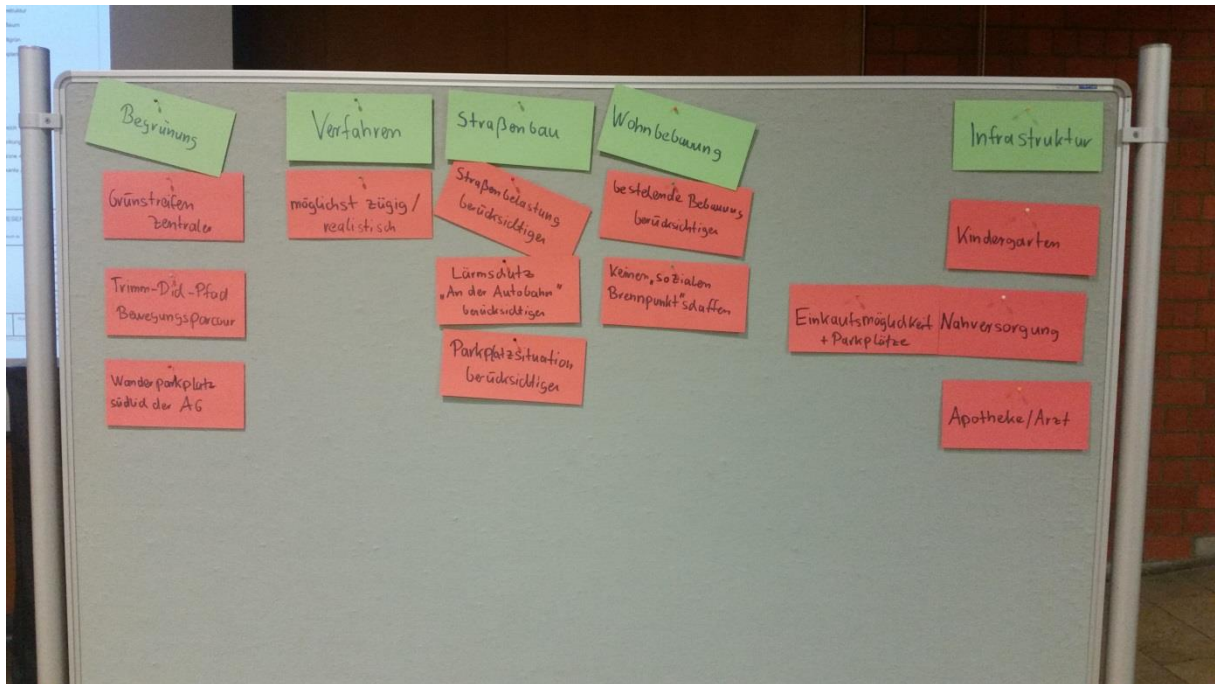 Begrünung
Grünstreifen
zentraler
Trimm-Dich-Pfad
Bewegungsparcour
Wanderparkplatz
südlich der A6
Verfahren
möglichst zügig/
realistisch
Straßenbau
Straßenbelastung
berücksichtigen
Lärmschutz
„An der Autobahn"
berücksichtigen
Parkplatzsituation
berücksichtigen
Wohnbebauung
bestehende Bebauung
berücksichtigen
Keinen „sozialen
Brennpunkt" schaffen
Infrastruktur
Kindergarten
Einkaufsmöglichkeit
+ Parkplätze
Nahversorgung
Apotheke/Arzt